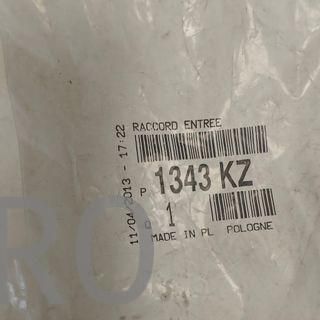 RACCORD ENTREE
P 1343 KZ
Q 1
MADE IN PL POLOGNE
11/04/2013 - 17:22
RO